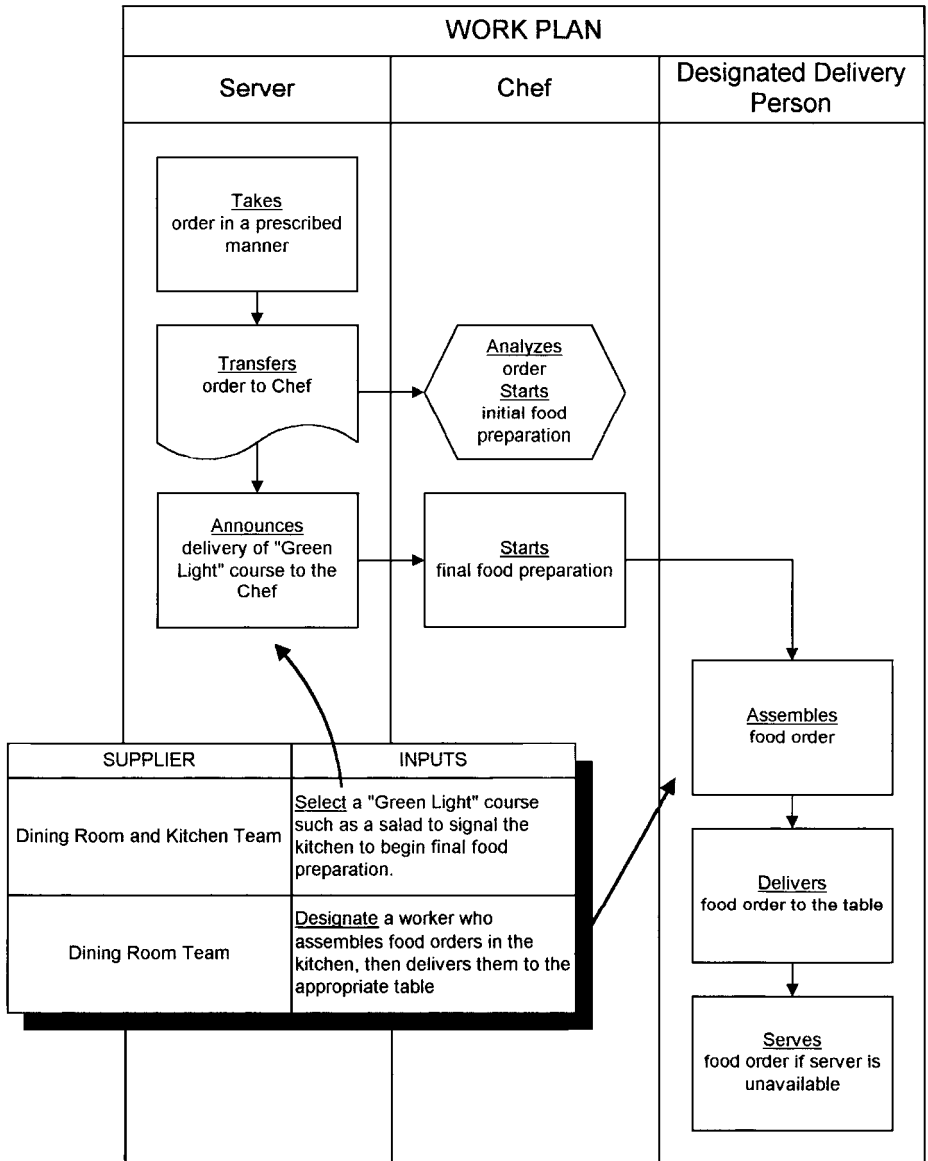 WORK PLAN
Server
Chef
Designated Delivery
Person
Takes
order in a prescribed
manner
Transfers
order to Chef
Analyzes
order
Starts
initial food
preparation
Announces
delivery of "Green
Light" course to the
Chef
Starts
final food preparation
Assembles
food order
Delivers
food order to the table
Serves
food order if server is
unavailable
SUPPLIER
INPUTS
Dining Room and Kitchen Team
Select a "Green Light" course
such as a salad to signal the
kitchen to begin final food
preparation.
Dining Room Team
Designate a worker who
assembles food orders in the
kitchen, then delivers them to the
appropriate table